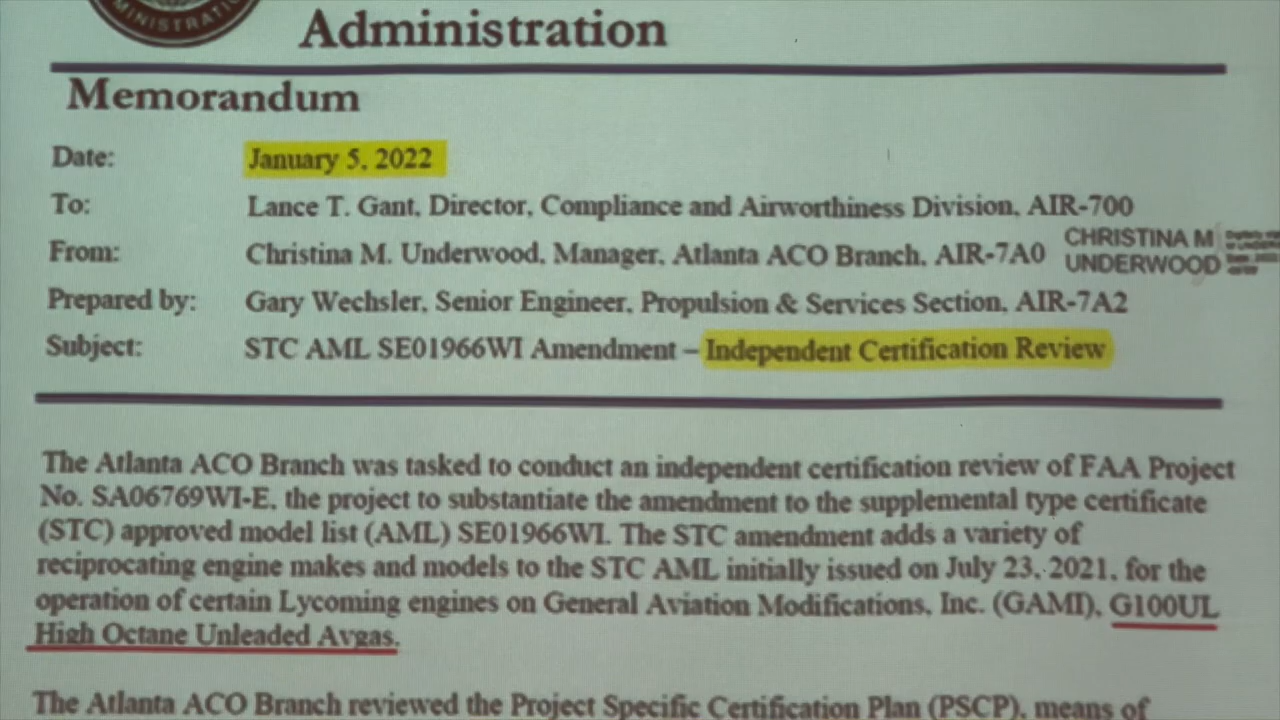 MINISTRATIO
Administration
Memorandum
Date: January 5, 2022
To: Lance T. Gant, Director, Compliance and Airworthiness Division, AIR-700
From: Christina M. Underwood, Manager, Atlanta ACO Branch, AIR-7A0 CHRISTINA M
UNDERWOOD
Prepared by: Gary Wechsler, Senior Engineer, Propulsion & Services Section, AIR-7A2
Subject: STC AML SE01966WI Amendment – Independent Certification Review
The Atlanta ACO Branch was tasked to conduct an independent certification review of FAA Project
No. SA06769WI-E, the project to substantiate the amendment to the supplemental type certificate
(STC) approved model list (AML) SE01966WI. The STC amendment adds a variety of
reciprocating engine makes and models to the STC AML initially issued on July 23, 2021, for the
operation of certain Lycoming engines on General Aviation Modifications, Inc. (GAMI), G100UL
High Octane Unleaded Avgas.
The Atlanta ACO Branch reviewed the Project Specific Certification Plan (PSCP), means of